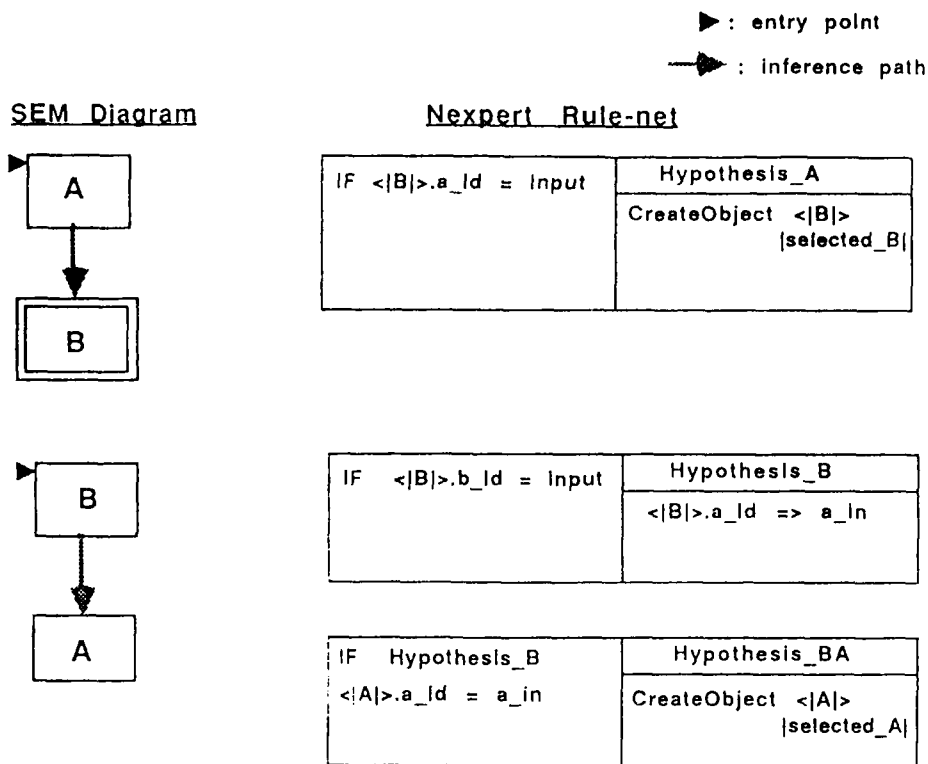 : entry point
: inference path
SEM Diagram
Nexpert Rule-net
A
IF <|B|>.a_id = input
Hypothesis_A
CreateObject <|B|>
|selected_B|
B
B
IF <|B|>.b_id = input
Hypothesis_B
<|B|>.a_id => a_in
A
IF Hypothesis_B
<|A|>.a_id = a_in
Hypothesis_BA
CreateObject <|A|>
|selected_A|